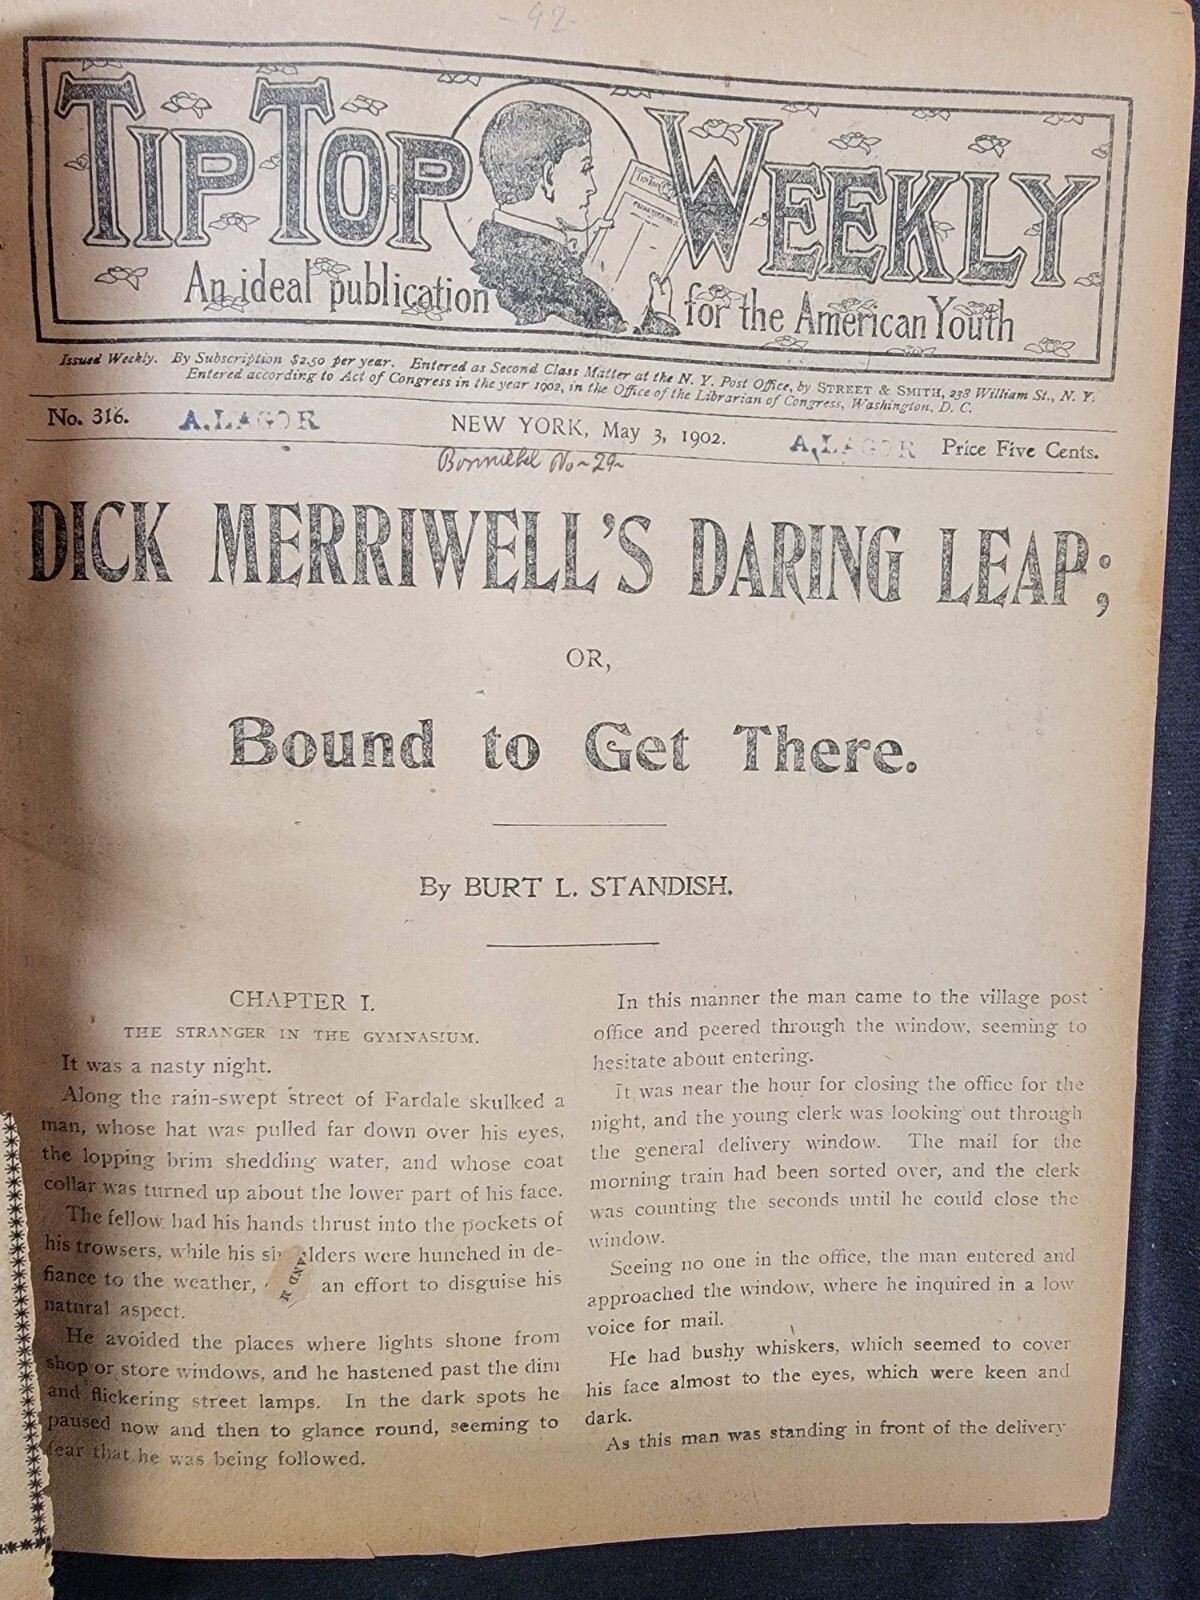 -92-
TIP TOP WEEKLY
An ideal publication for the American Youth
Issued Weekly. By Subscription $2.50 per year. Entered as Second Class Matter at the N. Y. Post Office, by STREET & SMITH, 238 William St., N. Y.
Entered according to Act of Congress in the year 1902, in the Office of the Librarian of Congress, Washington, D. C.
No. 316. A. LAGOR NEW YORK, May 3, 1902. A. LAGOR Price Five Cents.
No-29-
DICK MERRIWELL'S DARING LEAP;
OR,
Bound to Get There.
By BURT L. STANDISH.
CHAPTER I.
THE STRANGER IN THE GYMNASIUM.
It was a nasty night.
Along the rain-swept street of Fardale skulked a
man, whose hat was pulled far down over his eyes,
the lopping brim shedding water, and whose coat
collar was turned up about the lower part of his face.
The fellow had his hands thrust into the pockets of
his trowsers, while his sh lders were hunched in de-
fiance to the weather, an effort to disguise his
AND M
natural aspect.
He avoided the places where lights shone from
shop or store windows, and he hastened past the dim
and flickering street lamps. In the dark spots he
paused now and then to glance round, seeming to
fear that he was being followed.
In this manner the man came to the village post
office and peered through the window, seeming to
hesitate about entering.
It was near the hour for closing the office for the
night, and the young clerk was looking out through
the general delivery window. The mail for the
morning train had been sorted over, and the clerk
was counting the seconds until he could close the
window.
Seeing no one in the office, the man entered and
approached the window, where he inquired in a low
voice for mail.
He had bushy whiskers, which seemed to cover
his face almost to the eyes, which were keen and
dark.
As this man was standing in front of the delivery